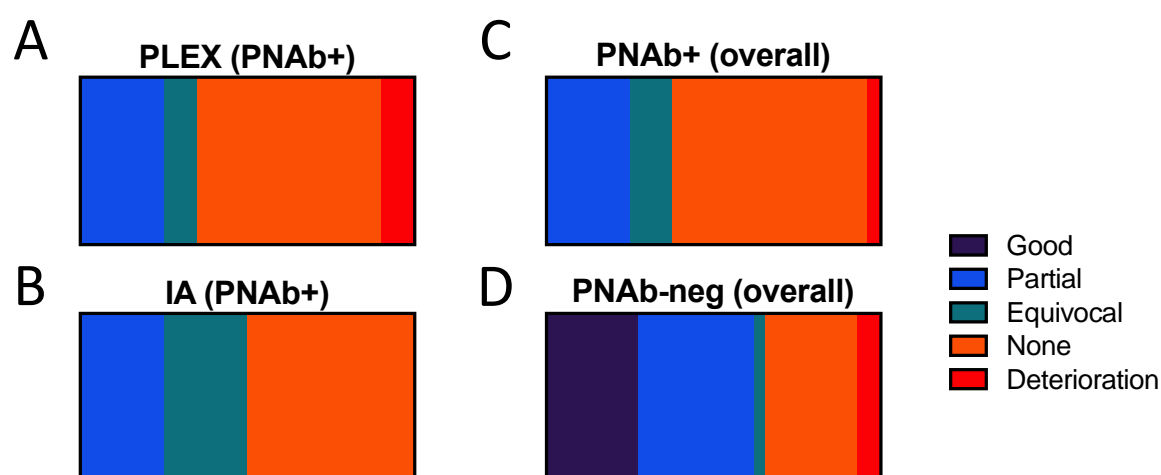 A
PLEX (PNAb+)
C
PNAb+ (overall)
B
IA (PNAb+)
D
PNAb-neg (overall)
Good
Partial
Equivocal
None
Deterioration